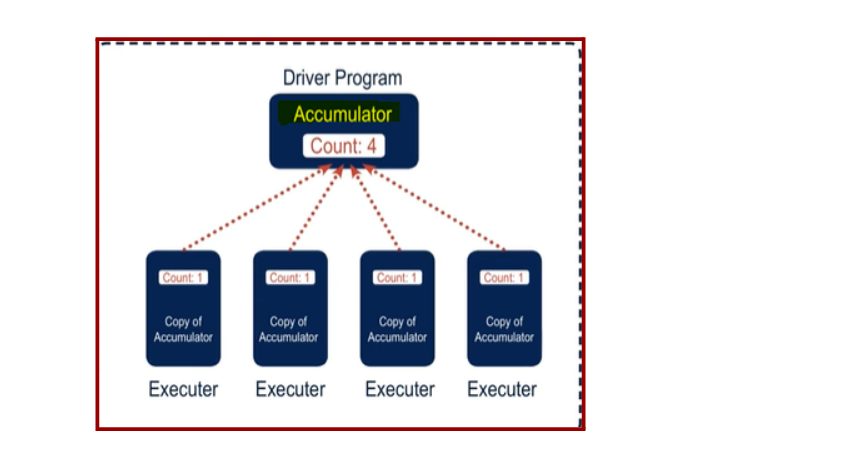 Driver Program
Accumulator
Count: 4
Count: 1
Copy of
Accumulator
Executer
Count: 1
Copy of
Accumulator
Executer
Count: 1
Copy of
Accumulator
Executer
Count: 1
Copy of
Accumulator
Executer